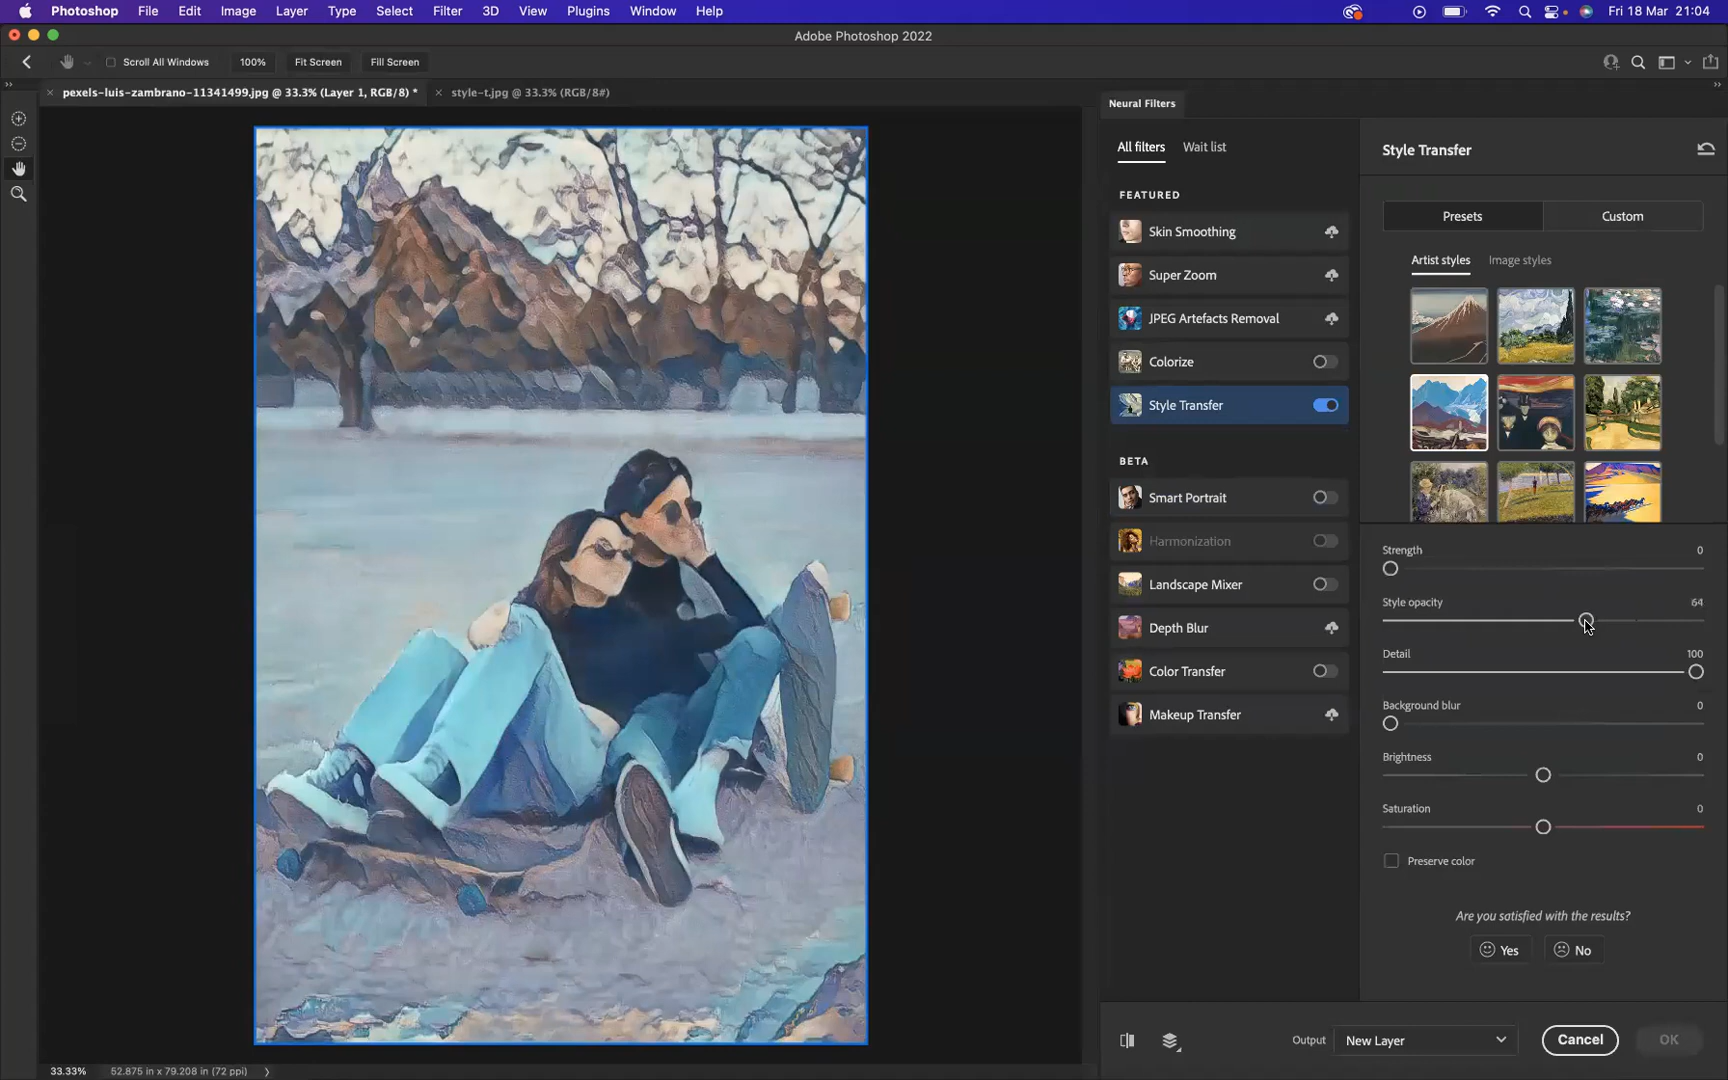 Photoshop File Edit Image Layer Type Select Filter 3D View Plugins Window Help Fri 18 Mar 21:04
Adobe Photoshop 2022
Scroll All Windows 100% Fit Screen Fill Screen
pexels-luis-zambrano-11341499.jpg @ 33.3% (Layer 1, RGB/8) * style-t.jpg @ 33.3% (RGB/8#)
Neural Filters
All filters Wait list
FEATURED
Skin Smoothing
Super Zoom
JPEG Artefacts Removal
Colorize
Style Transfer
BETA
Smart Portrait
Harmonization
Landscape Mixer
Depth Blur
Color Transfer
Makeup Transfer
Style Transfer
Presets Custom
Artist styles Image styles
Strength 0
Style opacity 64
Detail 100
Background blur 0
Brightness 0
Saturation 0
Preserve color
Are you satisfied with the results?
Yes No
Output New Layer Cancel OK
33.33% 52.875 in x 79.208 in (72 ppi)